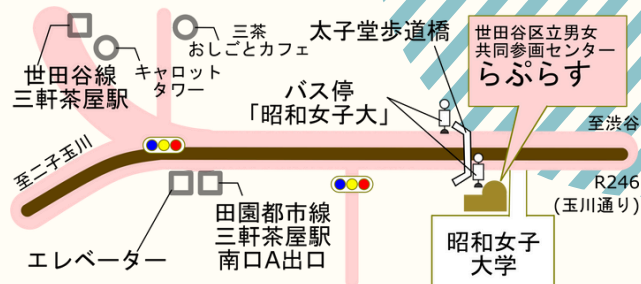 世田谷線
三軒茶屋駅
キャロット
タワー
三茶
おしごとカフェ
太子堂歩道橋
世田谷区立男女
共同参画センター
らぷらす
バス停
「昭和女子大」
至渋谷
至二子玉川
R246
(玉川通り)
エレベーター
田園都市線
三軒茶屋駅
南口A出口
昭和女子
大学